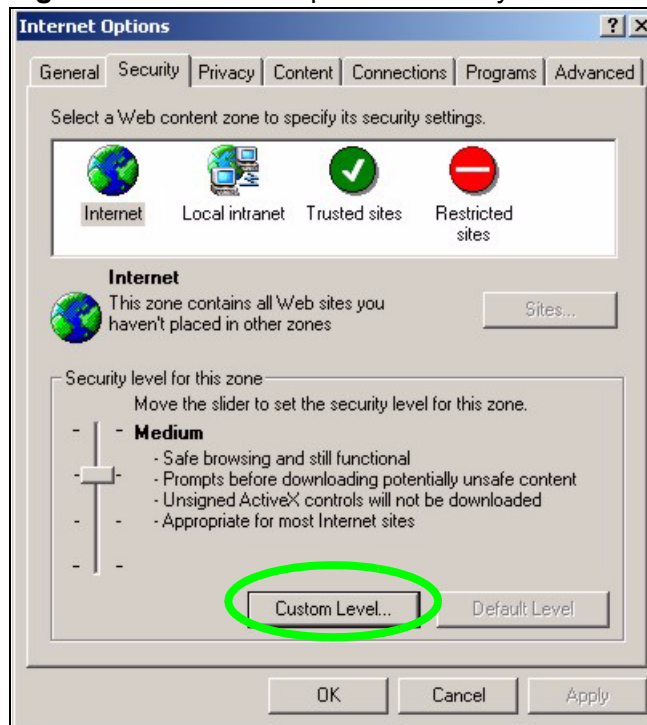 Internet Options
General Security Privacy Content Connections Programs Advanced
Select a Web content zone to specify its security settings.
Internet Local intranet Trusted sites Restricted
sites
Internet
This zone contains all Web sites you
haven't placed in other zones
Sites...
Security level for this zone
Move the slider to set the security level for this zone.
Medium
- Safe browsing and still functional
- Prompts before downloading potentially unsafe content
- Unsigned ActiveX controls will not be downloaded
- Appropriate for most Internet sites
Custom Level... Default Level
OK Cancel Apply